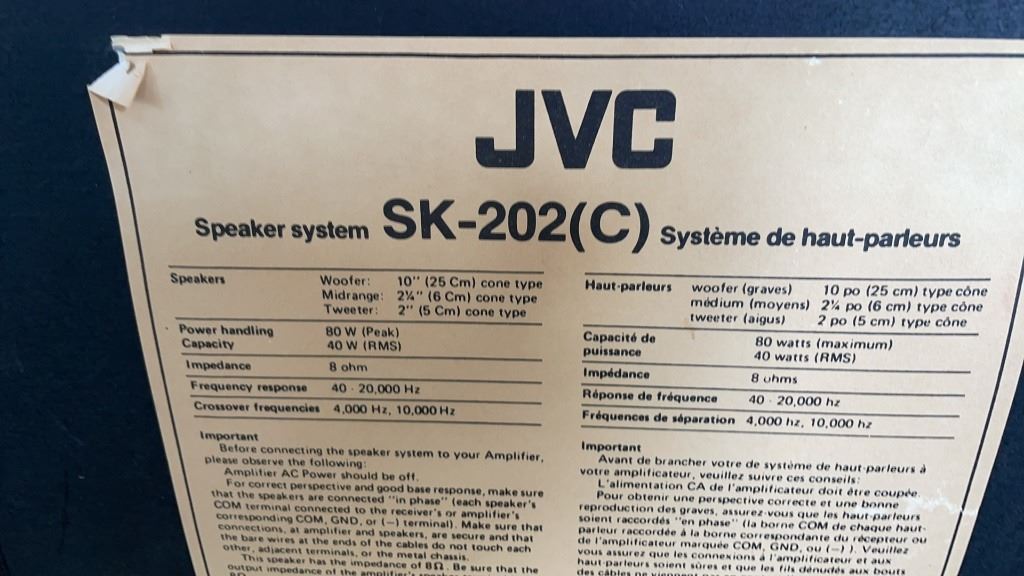 JVC
Speaker system SK-202(C) Système de haut-parleurs
Speakers Woofer: 10" (25 Cm) cone type
Midrange: 2¼" (6 Cm) cone type
Tweeter: 2" (5 Cm) cone type
Power handling 80 W (Peak)
Capacity 40 W (RMS)
Impedance 8 ohm
Frequency response 40 - 20,000 Hz
Crossover frequencies 4,000 Hz, 10,000 Hz
Important
Before connecting the speaker system to your Amplifier,
please observe the following:
Amplifier AC Power should be off.
For correct perspective and good base response, make sure
that the speakers are connected "in phase" (each speaker's
COM terminal connected to the receiver's or amplifier's
corresponding COM, GND, or (—) terminal). Make sure that
connections, at amplifier and speakers, are secure and that
the bare wires at the ends of the cables do not touch each
other, adjacent terminals, or the metal chassis.
This speaker has the impedance of 8Ω. Be sure that the
output impedance of the amplifier's
Haut-parleurs woofer (graves) 10 po (25 cm) type cône
médium (moyens) 2¼ po (6 cm) type cône
tweeter (aigus) 2 po (5 cm) type cône
Capacité de 80 watts (maximum)
puissance 40 watts (RMS)
Impédance 8 ohms
Réponse de fréquence 40 - 20,000 hz
Fréquences de séparation 4,000 hz, 10,000 hz
Important
Avant de brancher votre de système de haut-parleurs à
votre amplificateur, veuillez suivre ces conseils:
L'alimentation CA de l'amplificateur doit être coupée.
Pour obtenir une perspective correcte et une bonne
reproduction des graves, assurez-vous que les haut-parleurs
soient raccordés "en phase" (la borne COM de chaque haut-
parleur raccordée à la borne correspondante du récepteur ou
de l'amplificateur marquée COM, GND, ou (—) ). Veuillez
vous assurez que les connexions à l'amplificateur et aux
haut-parleurs soient sûres et que les fils dénudés aux bouts
des câbles ne viennent pas